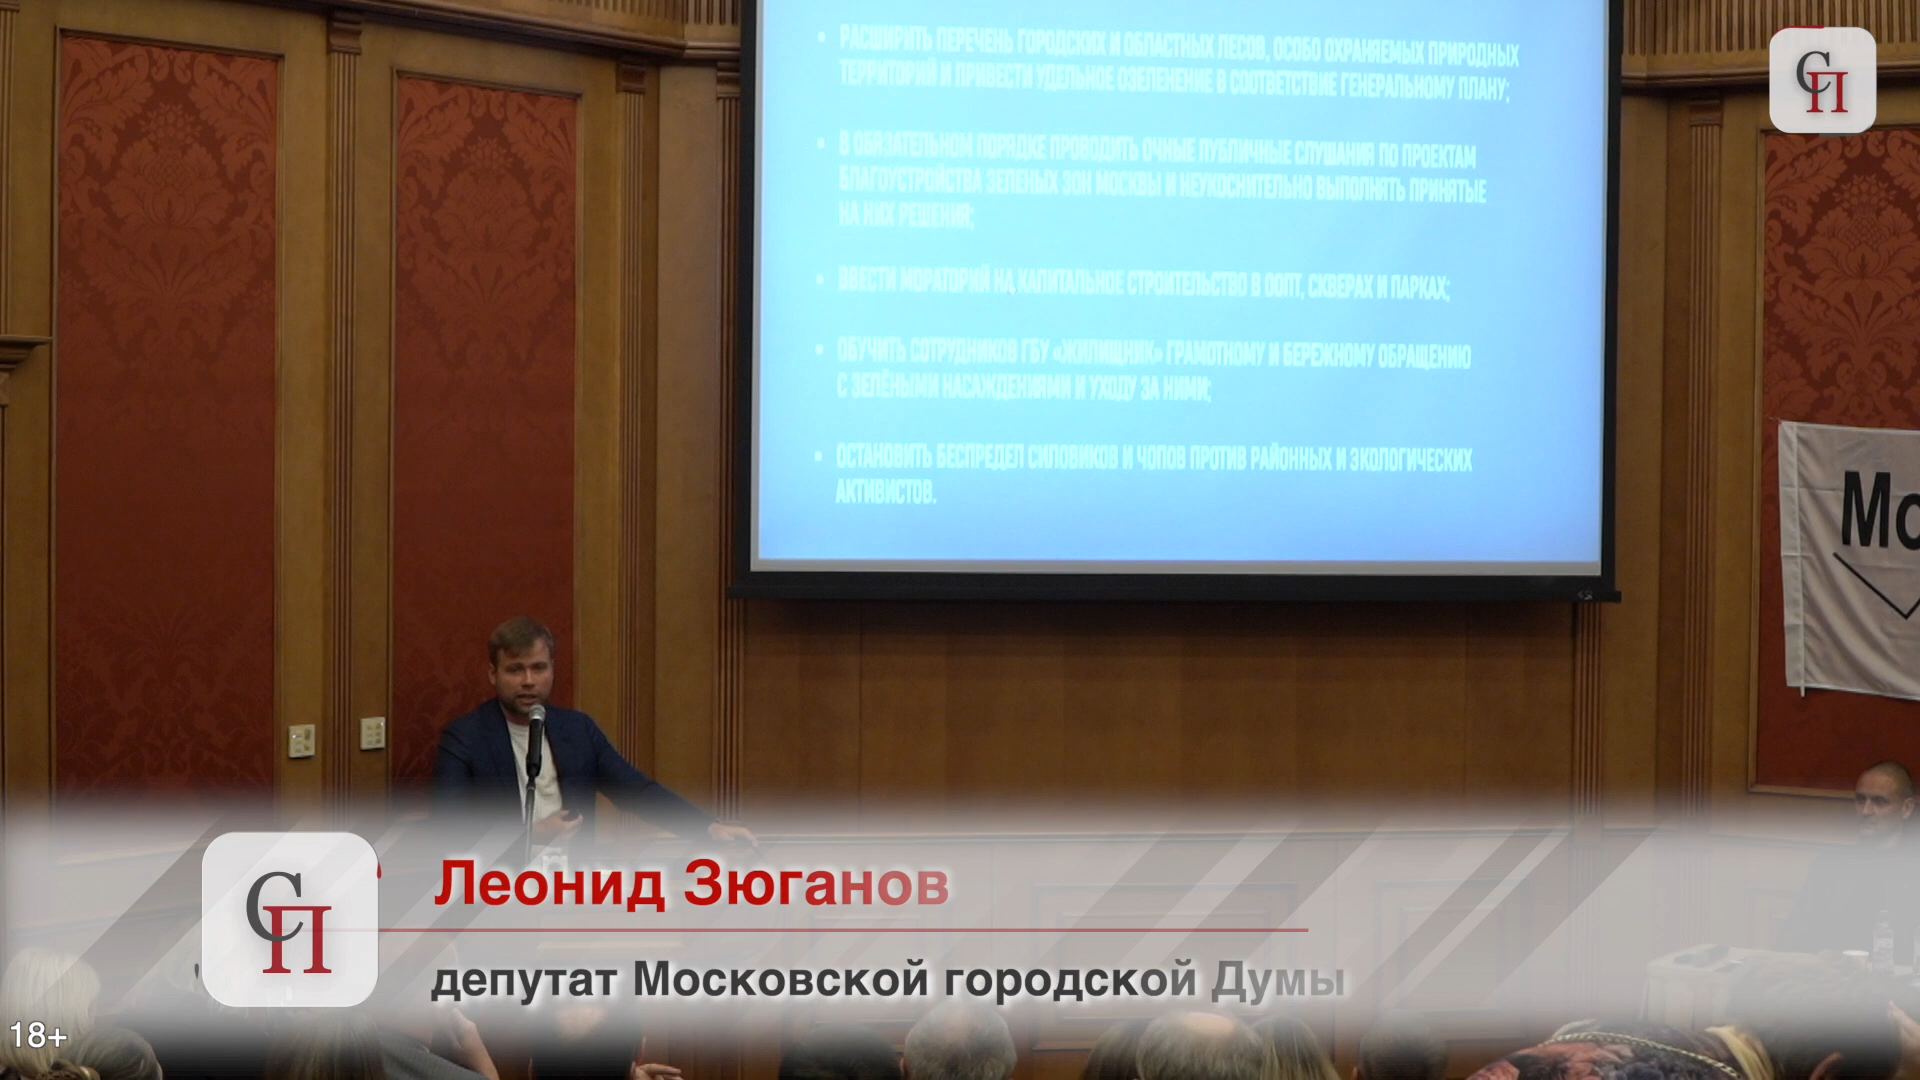 • РАСШИРИТЬ ПЕРЕЧЕНЬ ГОРОДСКИХ И ОБЛАСТНЫХ ЛЕСОВ, ОСОБО ОХРАНЯЕМЫХ ПРИРОДНЫХ
ТЕРРИТОРИЙ И ПРИВЕСТИ УДЕЛЬНОЕ ОЗЕЛЕНЕНИЕ В СООТВЕТСТВИЕ ГЕНЕРАЛЬНОМУ ПЛАНУ;
• В ОБЯЗАТЕЛЬНОМ ПОРЯДКЕ ПРОВОДИТЬ ОЧНЫЕ ПУБЛИЧНЫЕ СЛУШАНИЯ ПО ПРОЕКТАМ
БЛАГОУСТРОЙСТВА ЗЕЛЕНЫХ ЗОН МОСКВЫ И НЕУКОСНИТЕЛЬНО ВЫПОЛНЯТЬ ПРИНЯТЫЕ
НА НИХ РЕШЕНИЯ;
• ВВЕСТИ МОРАТОРИЙ НА КАПИТАЛЬНОЕ СТРОИТЕЛЬСТВО В ООПТ, СКВЕРАХ И ПАРКАХ;
• ОБУЧИТЬ СОТРУДНИКОВ ГБУ «ЖИЛИЩНИК» ГРАМОТНОМУ И БЕРЕЖНОМУ ОБРАЩЕНИЮ
С ЗЕЛЁНЫМИ НАСАЖДЕНИЯМИ И УХОДУ ЗА НИМИ;
• ОСТАНОВИТЬ БЕСПРЕДЕЛ СИЛОВИКОВ И ЧОПОВ ПРОТИВ РАЙОННЫХ И ЭКОЛОГИЧЕСКИХ
АКТИВИСТОВ.
СП
Мо
Леонид Зюганов
СП
депутат Московской городской Думы
18+